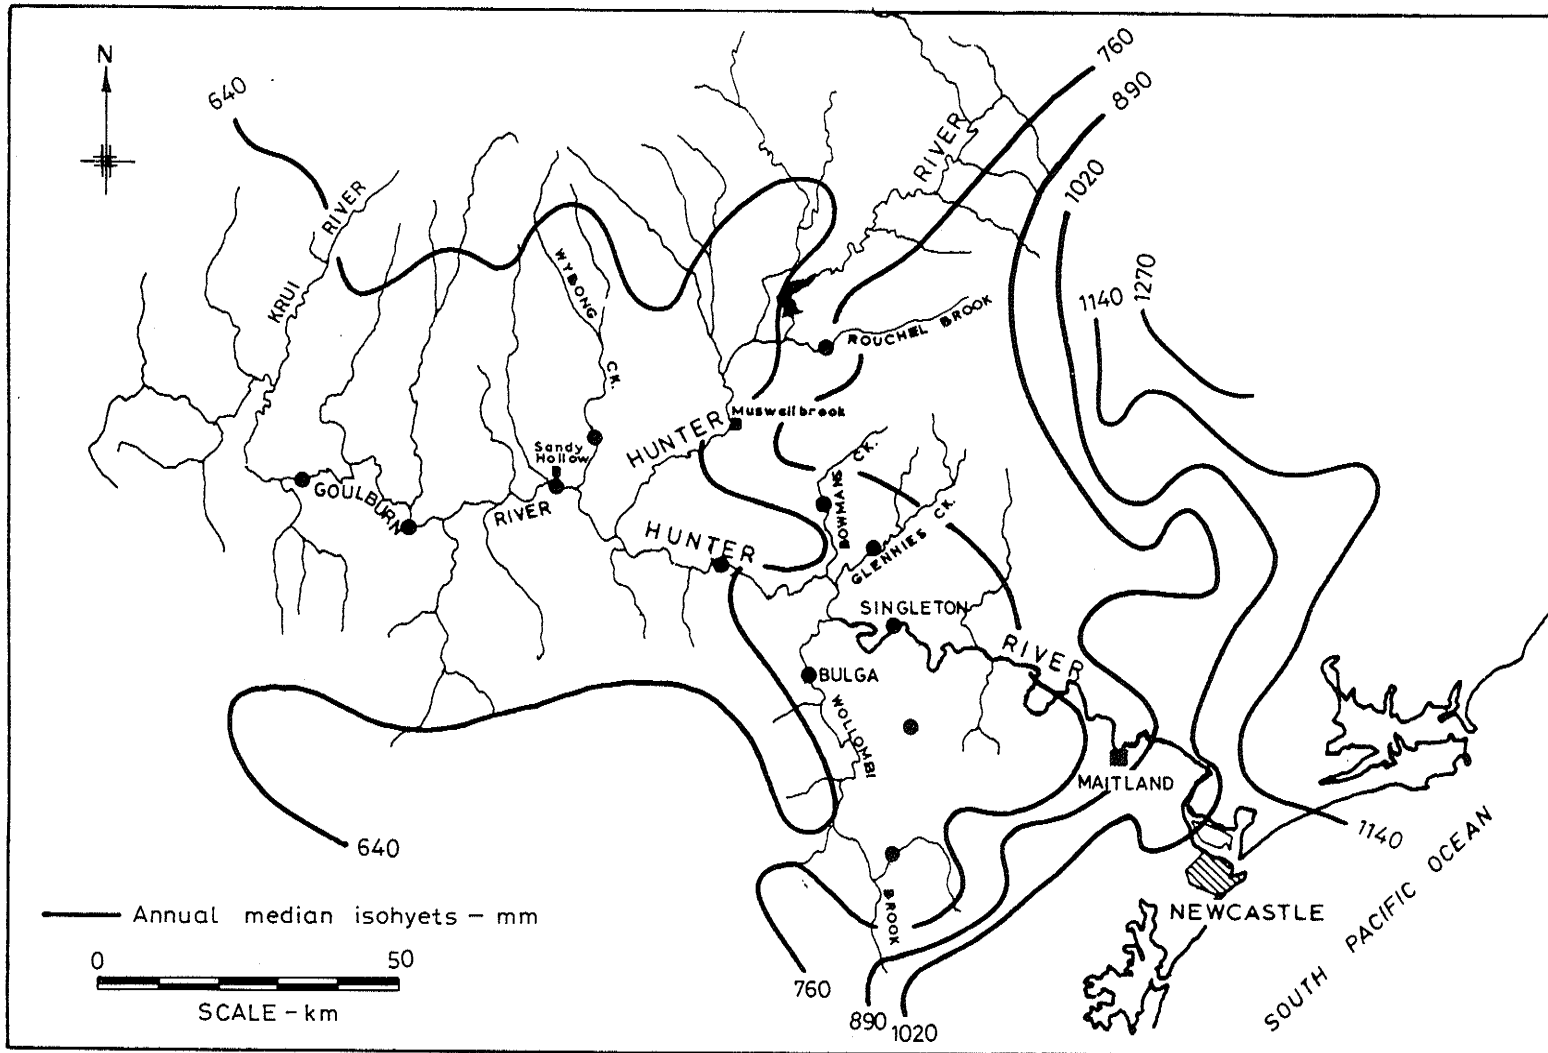 N
640
760
890
1020
1140
1270
RIVER
KRUI
RIVER
WYBONG
CK.
ROUCHEL BROOK
Muswellbrook
HUNTER
Sandy
Hollow
GOULBURN
RIVER
HUNTER
BOWMANS CK.
GLENNIES CK.
SINGLETON
RIVER
BULGA
WOLLOMBI
BROOK
MAITLAND
NEWCASTLE
SOUTH PACIFIC OCEAN
640
760
890
1020
1140
Annual median isohyets – mm
0 50
SCALE – km